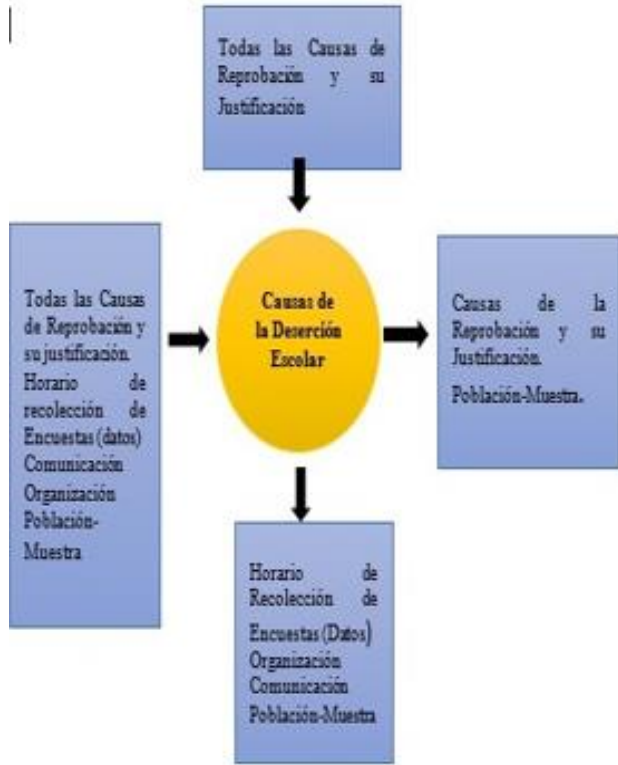 Todas las Causas de
Reprobación y su
Justificación
Todas las Causas
de Reprobación y
su justificación.
Horario de
recolección de
Encuestas (datos)
Comunicación
Organización
Población-
Muestra
Causas de
la Deserción
Escolar
Causas de la
Reprobación y su
Justificación.
Población-Muestra.
Horario de
Recolección de
Encuestas (Datos)
Organización
Comunicación
Población-Muestra